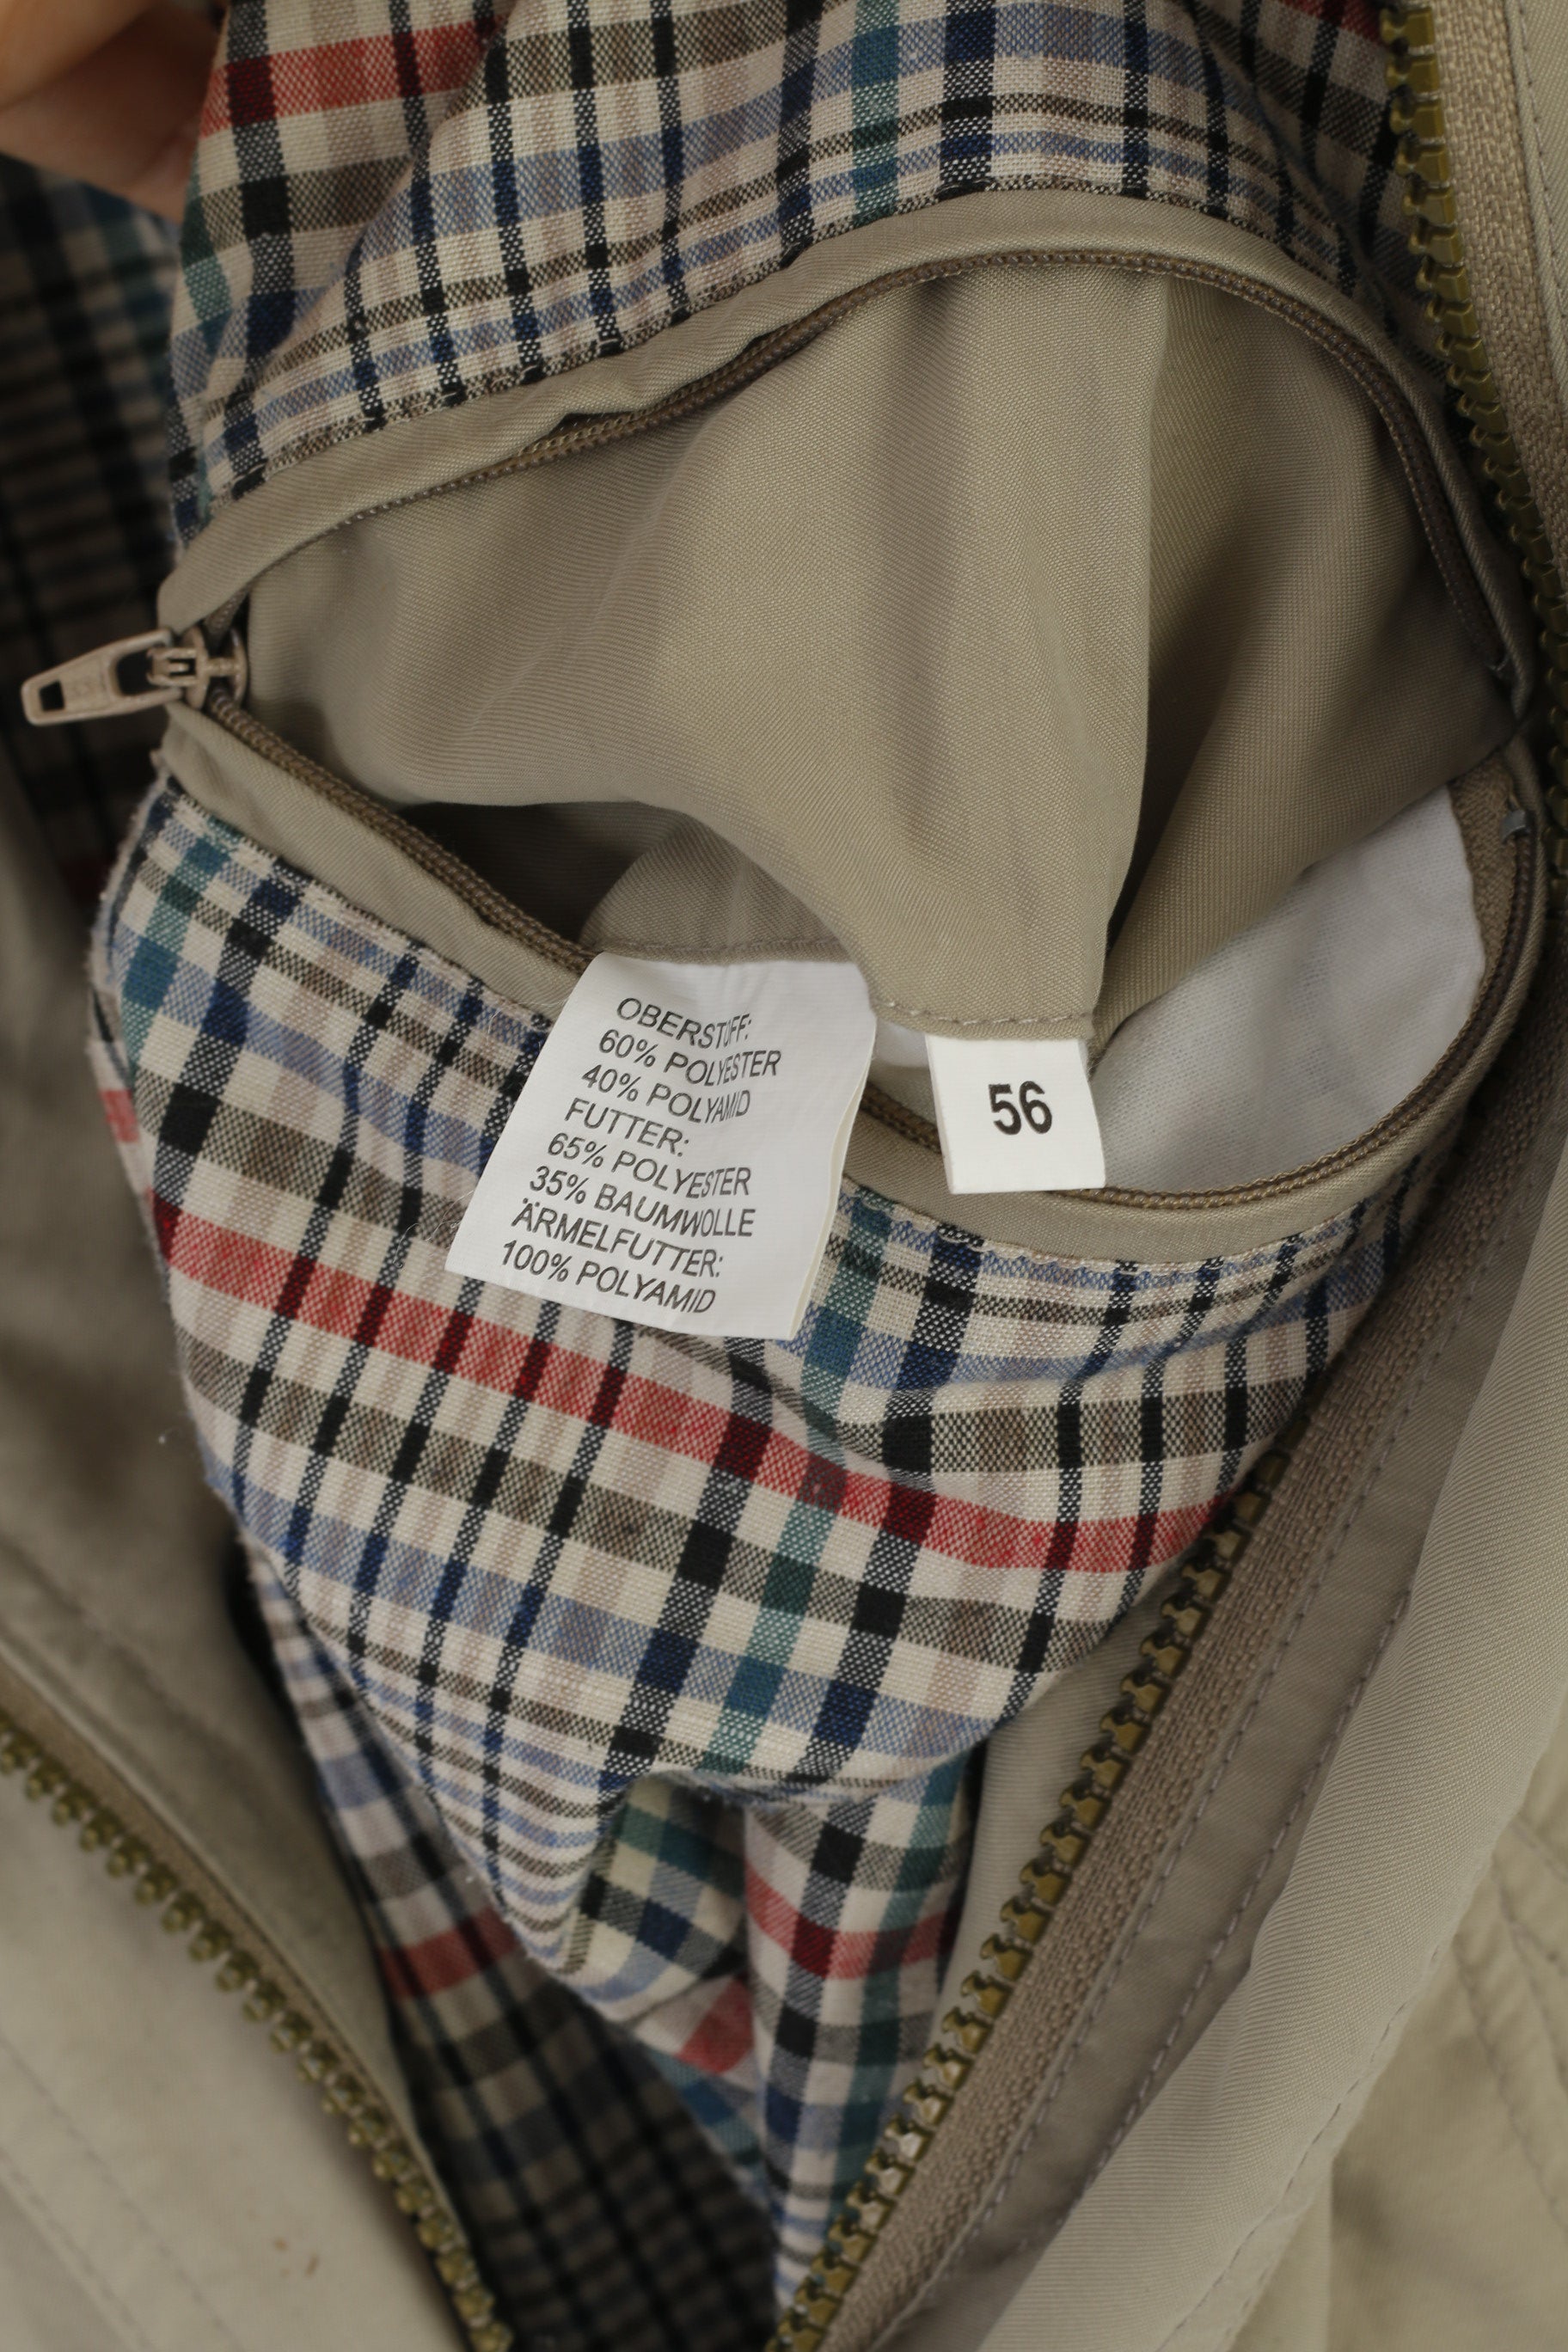 OBERSTOFF:
60% POLYESTER
40% POLYAMID
FUTTER:
65% POLYESTER
35% BAUMWOLLE
ÄRMELFUTTER:
100% POLYAMID
56